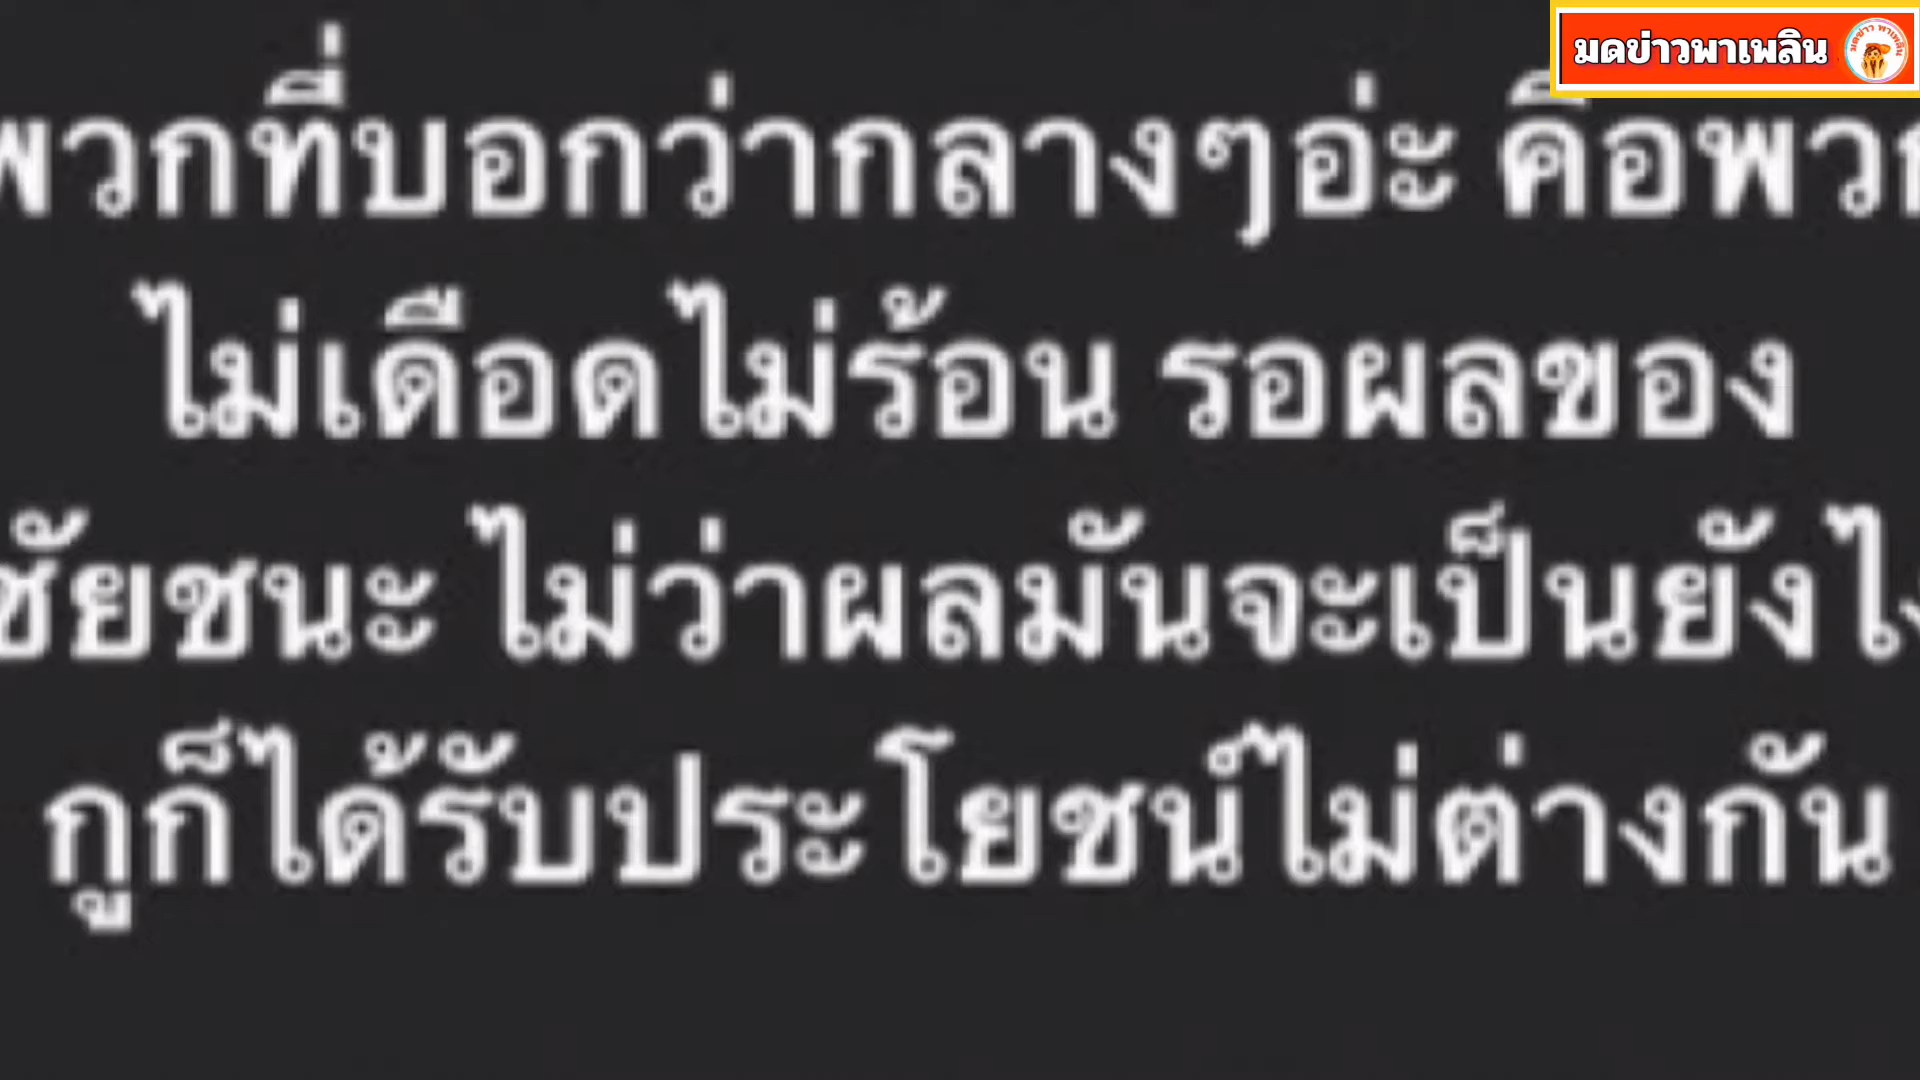 มดข่าวพาเพลิน
พวกที่บอกว่ากลางๆอ่ะ คือพวก
ไม่เดือดไม่ร้อน รอผลของ
ชัยชนะ ไม่ว่าผลมันจะเป็นยังไง
กูก็ได้รับประโยชน์ไม่ต่างกัน